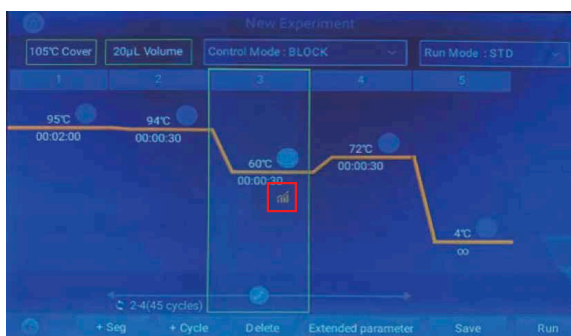 New Experiment
105℃ Cover
20μL Volume
Control Mode : BLOCK
Run Mode : STD
1
2
3
4
5
95℃
00:02:00
94℃
00:00:30
60℃
00:00:30
72℃
00:00:30
4℃
∞
2-4(45 cycles)
+ Seg
+ Cycle
Delete
Extended parameter
Save
Run